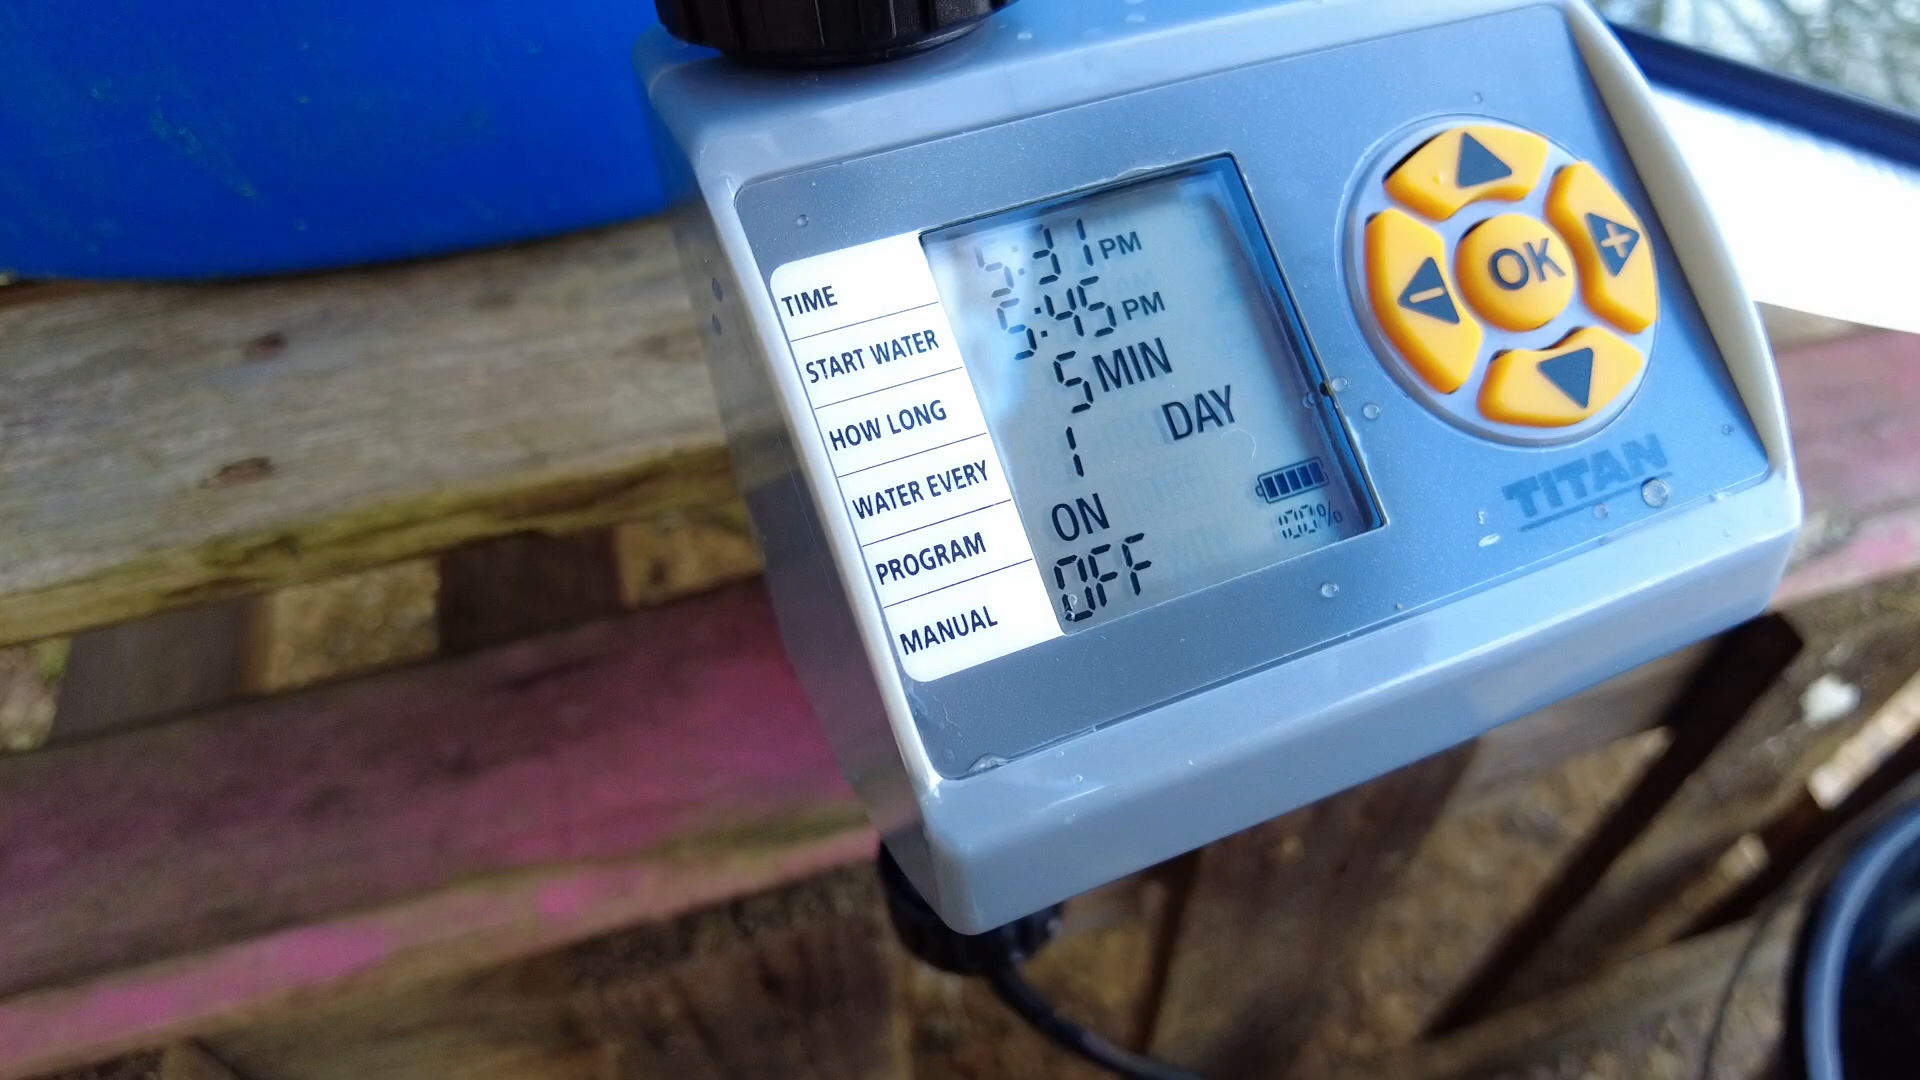 TIME 5:31 PM
START WATER 5:45 PM
HOW LONG 5 MIN
WATER EVERY 1 DAY
PROGRAM ON
MANUAL OFF
OK
TITAN